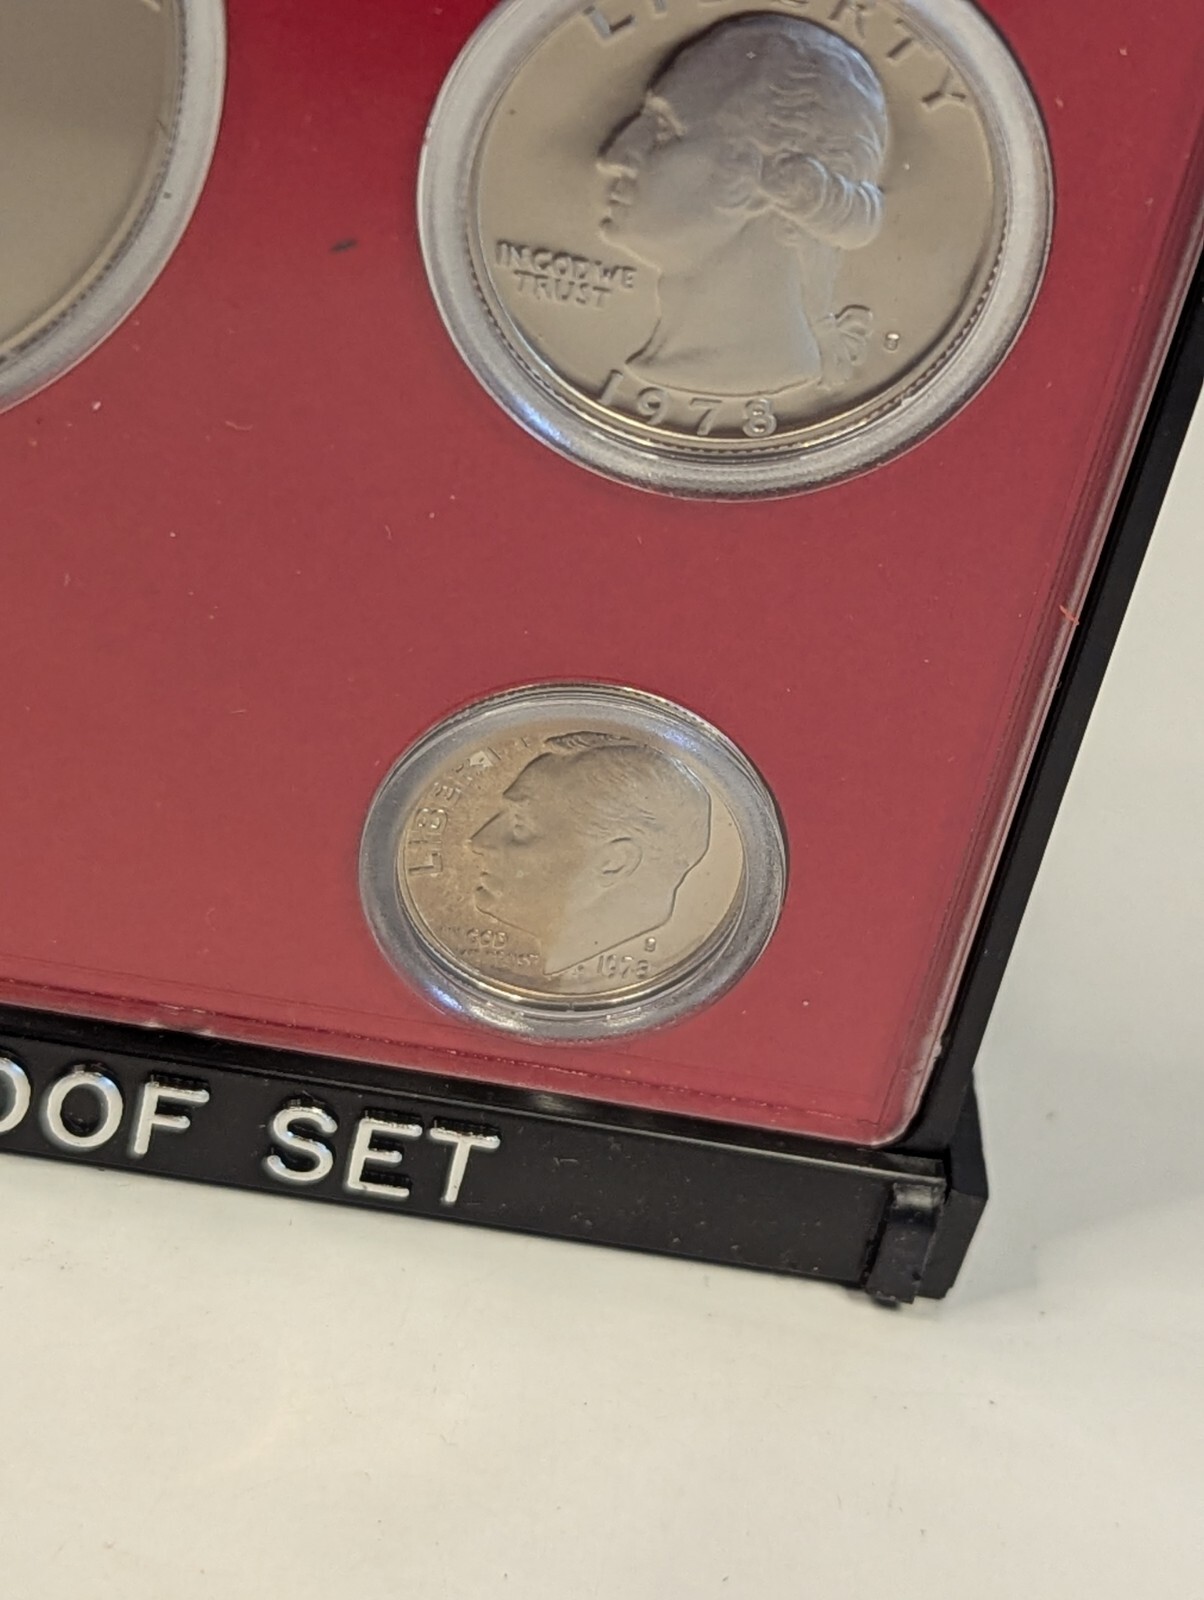 LIBERTY
IN GOD WE
TRUST
S
1978
LIBERTY
IN GOD
WE TRUST
S
1978
OOF SET